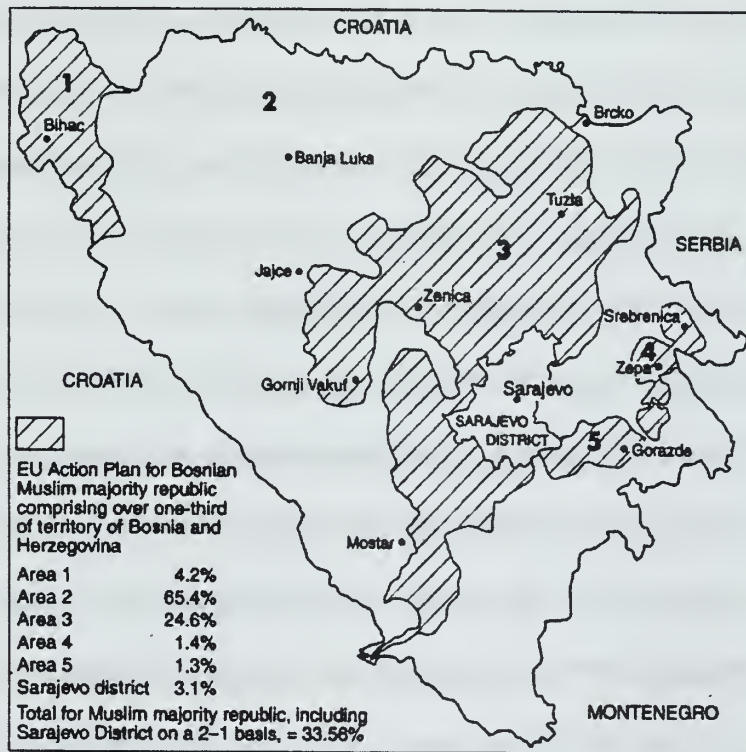 CROATIA
1
2
Bihac
Brcko
Banja Luka
Tuzla
3
SERBIA
Jajce
Zenica
Srebrenica
4
Zepa
CROATIA
Gornji Vakuf
Sarajevo
SARAJEVO
DISTRICT
5
Gorazde
EU Action Plan for Bosnian
Muslim majority republic
comprising over one-third
of territory of Bosnia and
Herzegovina
Mostar
Area 1 4.2%
Area 2 65.4%
Area 3 24.6%
Area 4 1.4%
Area 5 1.3%
Sarajevo district 3.1%
Total for Muslim majority republic, including
Sarajevo District on a 2-1 basis, = 33.56%
MONTENEGRO